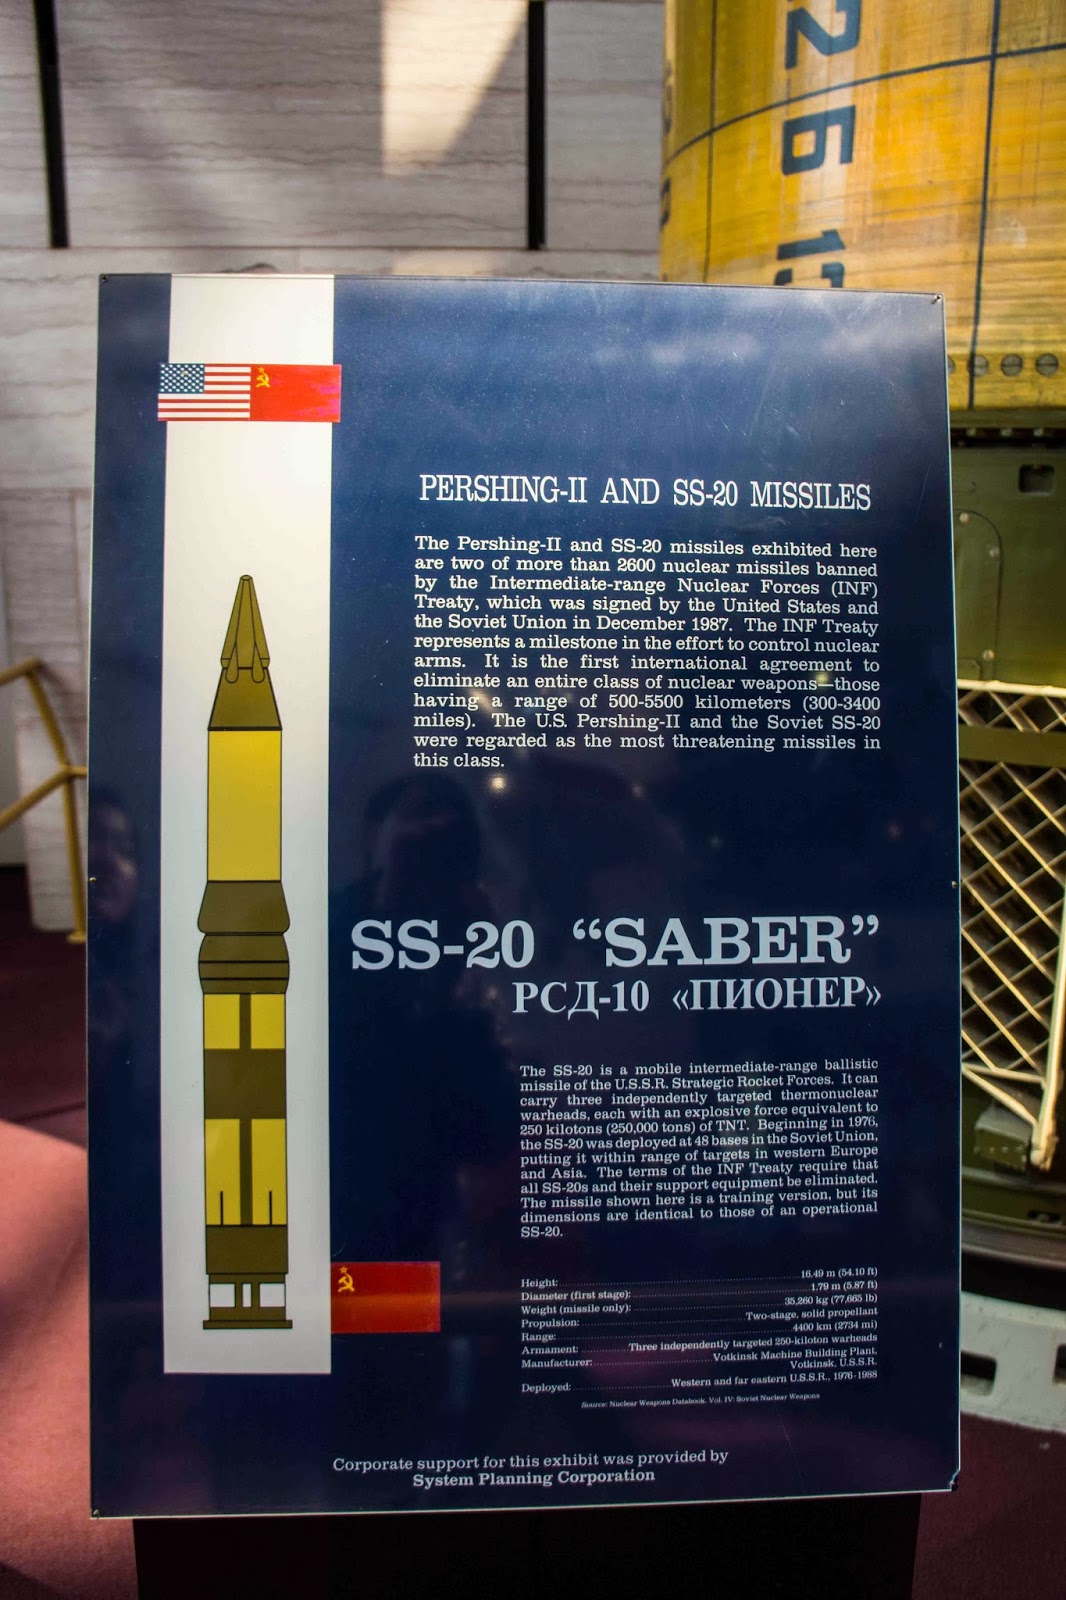 26 1
PERSHING-II AND SS-20 MISSILES
The Pershing-II and SS-20 missiles exhibited here
are two of more than 2600 nuclear missiles banned
by the Intermediate-range Nuclear Forces (INF)
Treaty, which was signed by the United States and
the Soviet Union in December 1987. The INF Treaty
represents a milestone in the effort to control nuclear
arms. It is the first international agreement to
eliminate an entire class of nuclear weapons—those
having a range of 500-5500 kilometers (300-3400
miles). The U.S. Pershing-II and the Soviet SS-20
were regarded as the most threatening missiles in
this class.
SS-20 “SABER”
РСД-10 «ПИОНЕР»
The SS-20 is a mobile intermediate-range ballistic
missile of the U.S.S.R. Strategic Rocket Forces. It can
carry three independently targeted thermonuclear
warheads, each with an explosive force equivalent to
250 kilotons (250,000 tons) of TNT. Beginning in 1976,
the SS-20 was deployed at 48 bases in the Soviet Union,
putting it within range of targets in western Europe
and Asia. The terms of the INF Treaty require that
all SS-20s and their support equipment be eliminated.
The missile shown here is a training version, but its
dimensions are identical to those of an operational
SS-20.
Height: 16.49 m (54.10 ft)
Diameter (first stage): 1.79 m (5.87 ft)
Weight (missile only): 35,260 kg (77,665 lb)
Propulsion: Two-stage, solid propellant
Range: 4400 km (2734 mi)
Armament: Three independently targeted 250-kiloton warheads
Manufacturer: Votkinsk Machine Building Plant,
Votkinsk, U.S.S.R.
Deployed: Western and far eastern U.S.S.R., 1976-1988
Source: Nuclear Weapons Databook, Vol. IV: Soviet Nuclear Weapons
Corporate support for this exhibit was provided by
System Planning Corporation